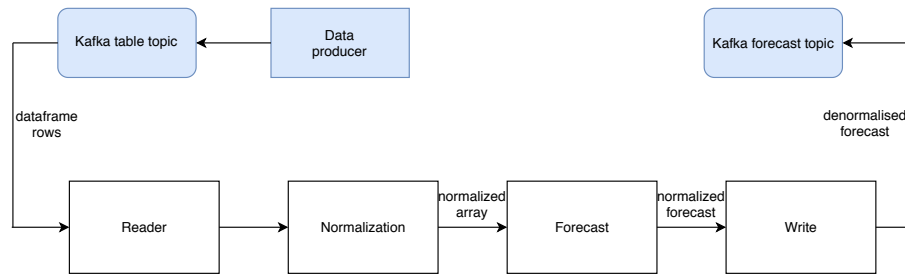 Kafka table topic
Data
producer
Kafka forecast topic
dataframe
rows
denormalised
forecast
Reader
Normalization
normalized
array
Forecast
normalized
forecast
Write